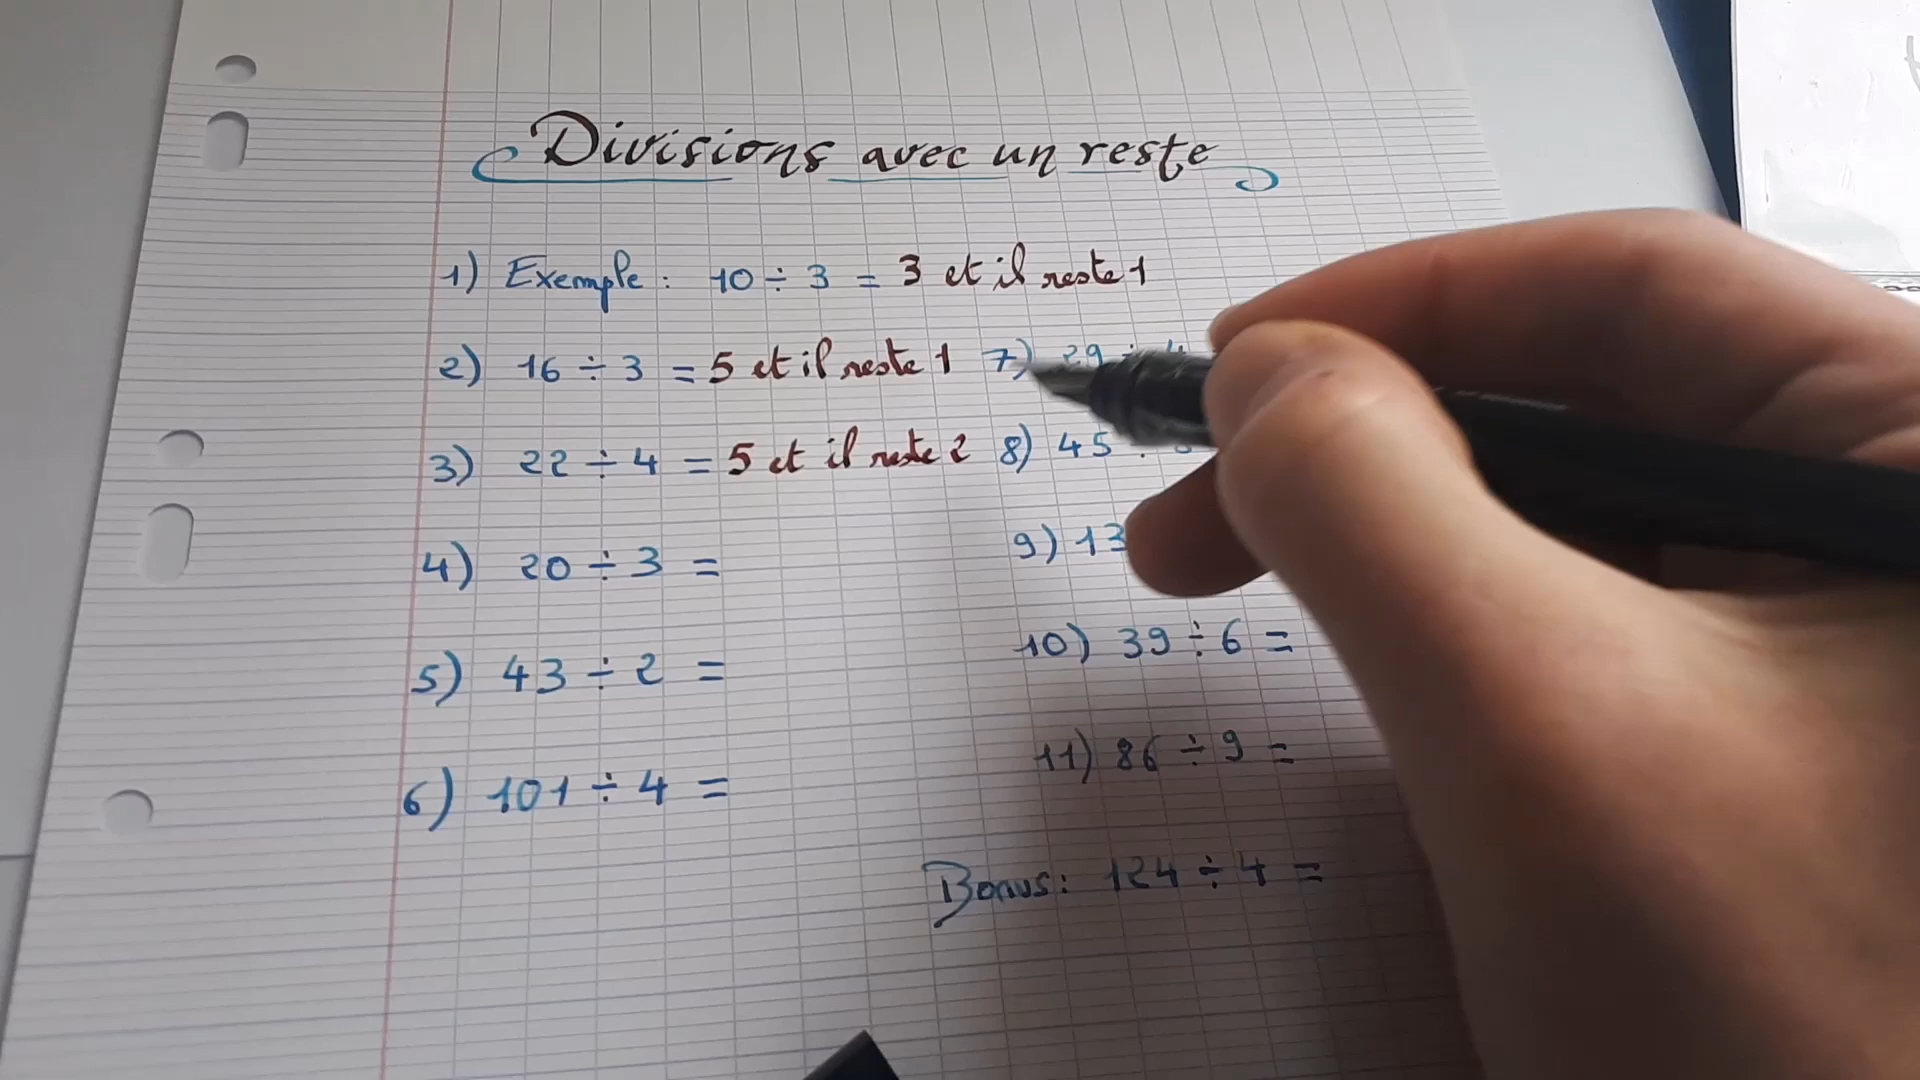 Divisions avec un reste
1) Exemple : 10 ÷ 3 = 3 et il reste 1
2) 16 ÷ 3 = 5 et il reste 1
7) 29 ÷
3) 22 ÷ 4 = 5 et il reste 2
8) 45
4) 20 ÷ 3 =
9) 13
5) 43 ÷ 2 =
10) 39 ÷ 6 =
6) 101 ÷ 4 =
11) 86 ÷ 9 =
Bonus : 124 ÷ 4 =